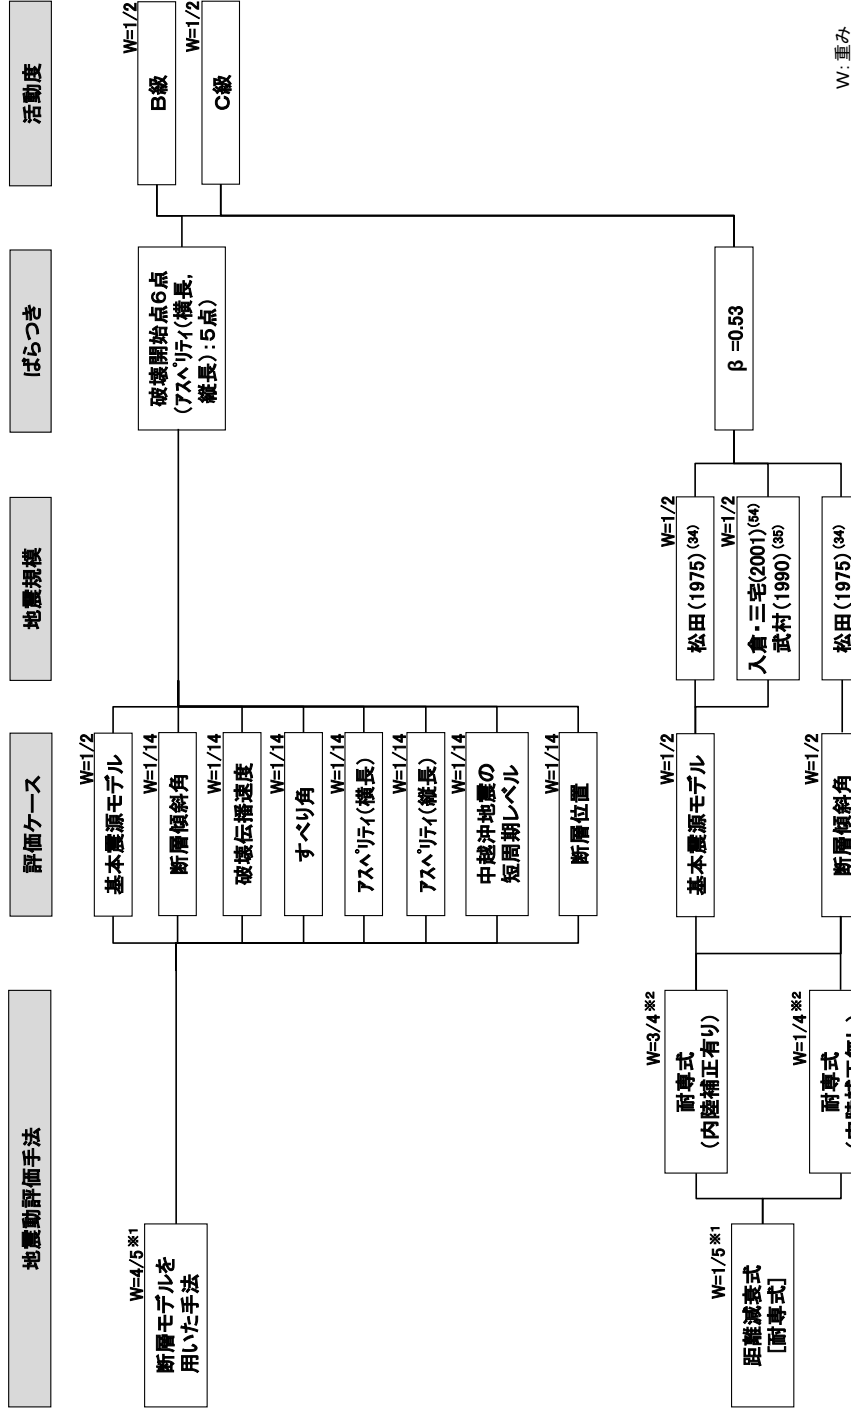 地震動評価手法
評価ケース
地震規模
ばらつき
活動度
W=4/5※1
断層モデルを
用いた手法
W=1/2
基本震源モデル
W=1/14
断層傾斜角
W=1/14
破壊伝播速度
W=1/14
すべり角
W=1/14
アスペリティ(横長)
W=1/14
アスペリティ(縦長)
W=1/14
中越沖地震の
短周期レベル
W=1/14
断層位置
破壊開始点6点
(アスペリティ(横長,
縦長):5点)
W=1/2
B級
W=1/2
C級
W=1/5※1
距離減衰式
[耐専式]
W=3/4※2
耐専式
(内陸補正有り)
W=1/4※2
耐専式
W=1/2
基本震源モデル
W=1/2
断層傾斜角
W=1/2
松田(1975)(34)
W=1/2
入倉・三宅(2001)(54)
武村(1990)(35)
松田(1975)(34)
β=0.53
W:重み